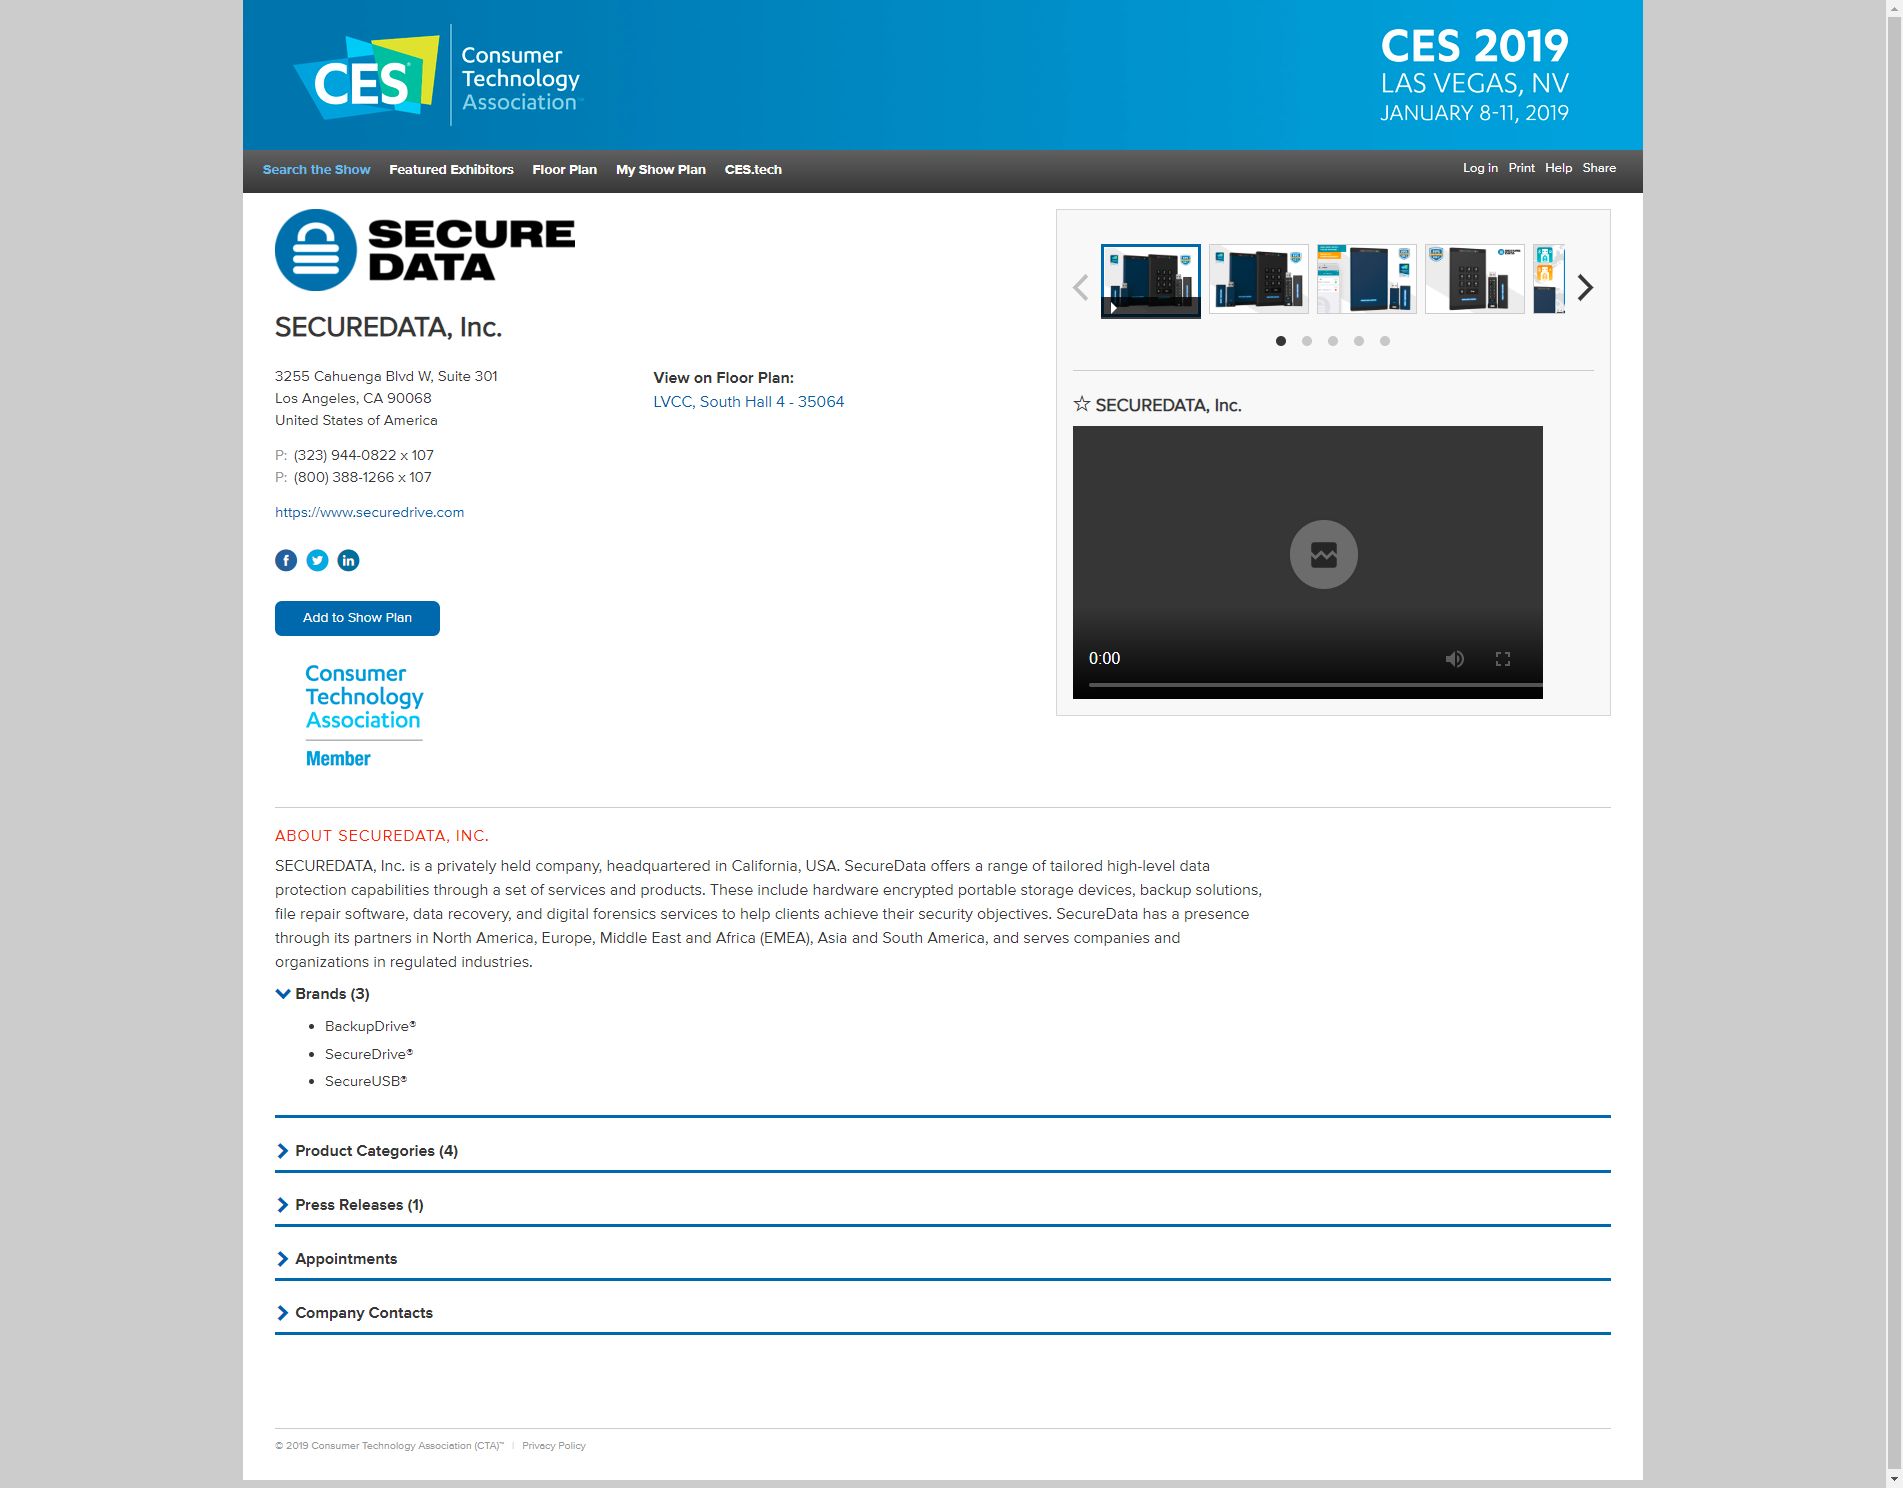 CES
Consumer
Technology
Association
CES 2019
LAS VEGAS, NV
JANUARY 8-11, 2019
Search the Show Featured Exhibitors Floor Plan My Show Plan CES.tech
Log in Print Help Share
SECURE
DATA
SECUREDATA, Inc.
3255 Cahuenga Blvd W, Suite 301
Los Angeles, CA 90068
United States of America
P: (323) 944-0822 x 107
P: (800) 388-1266 x 107
https://www.securedrive.com
Add to Show Plan
Consumer
Technology
Association
Member
View on Floor Plan:
LVCC, South Hall 4 - 35064
SECURE
DATA
☆ SECUREDATA, Inc.
0:00
ABOUT SECUREDATA, INC.
SECUREDATA, Inc. is a privately held company, headquartered in California, USA. SecureData offers a range of tailored high-level data
protection capabilities through a set of services and products. These include hardware encrypted portable storage devices, backup solutions,
file repair software, data recovery, and digital forensics services to help clients achieve their security objectives. SecureData has a presence
through its partners in North America, Europe, Middle East and Africa (EMEA), Asia and South America, and serves companies and
organizations in regulated industries.
Brands (3)
• BackupDrive®
• SecureDrive®
• SecureUSB®
Product Categories (4)
Press Releases (1)
Appointments
Company Contacts
© 2019 Consumer Technology Association (CTA)™ | Privacy Policy